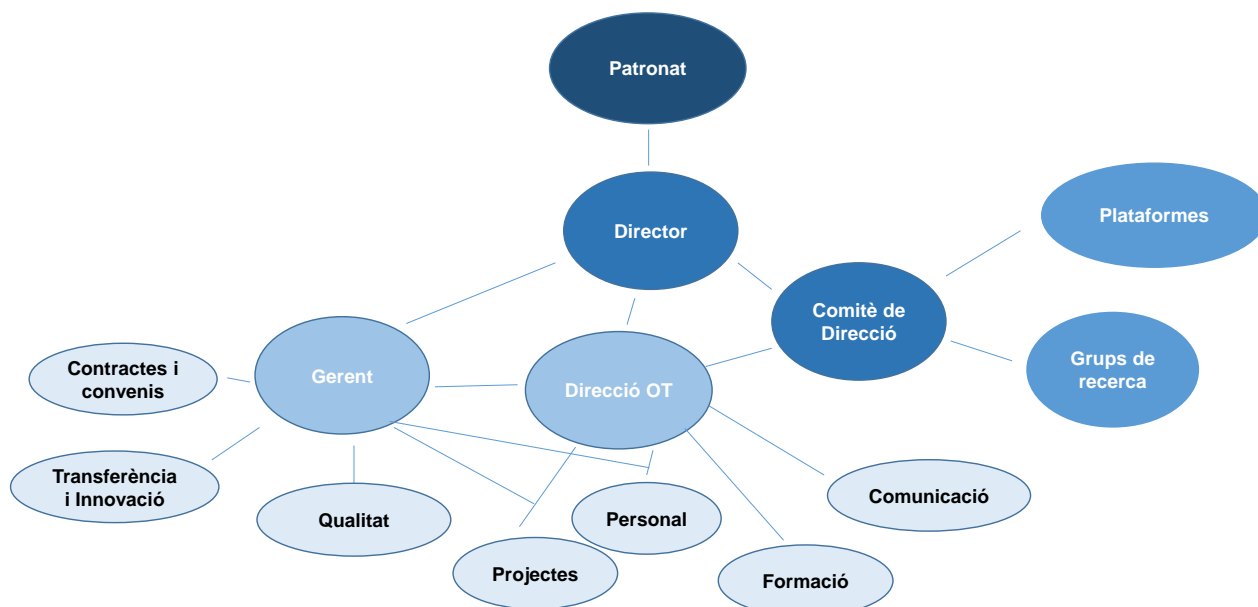 Patronat
Director
Plataformes
Comitè de
Dirección
Grups de
recerca
Gerent
Direcció OT
Contractes i
convenis
Transferència
i Innovació
Qualitat
Projectes
Personal
Comunicació
Formació